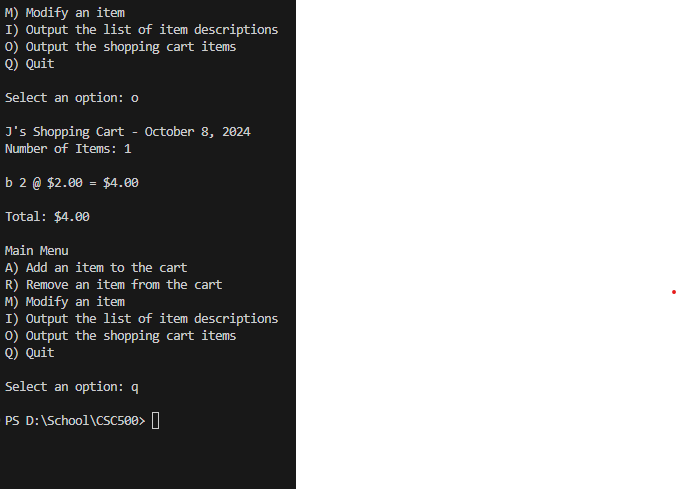 M) Modify an item
I) Output the list of item descriptions
O) Output the shopping cart items
Q) Quit
Select an option: o
J's Shopping Cart - October 8, 2024
Number of Items: 1
b 2 @ $2.00 = $4.00
Total: $4.00
Main Menu
A) Add an item to the cart
R) Remove an item from the cart
M) Modify an item
I) Output the list of item descriptions
O) Output the shopping cart items
Q) Quit
Select an option: q
PS D:\School\CSC500>